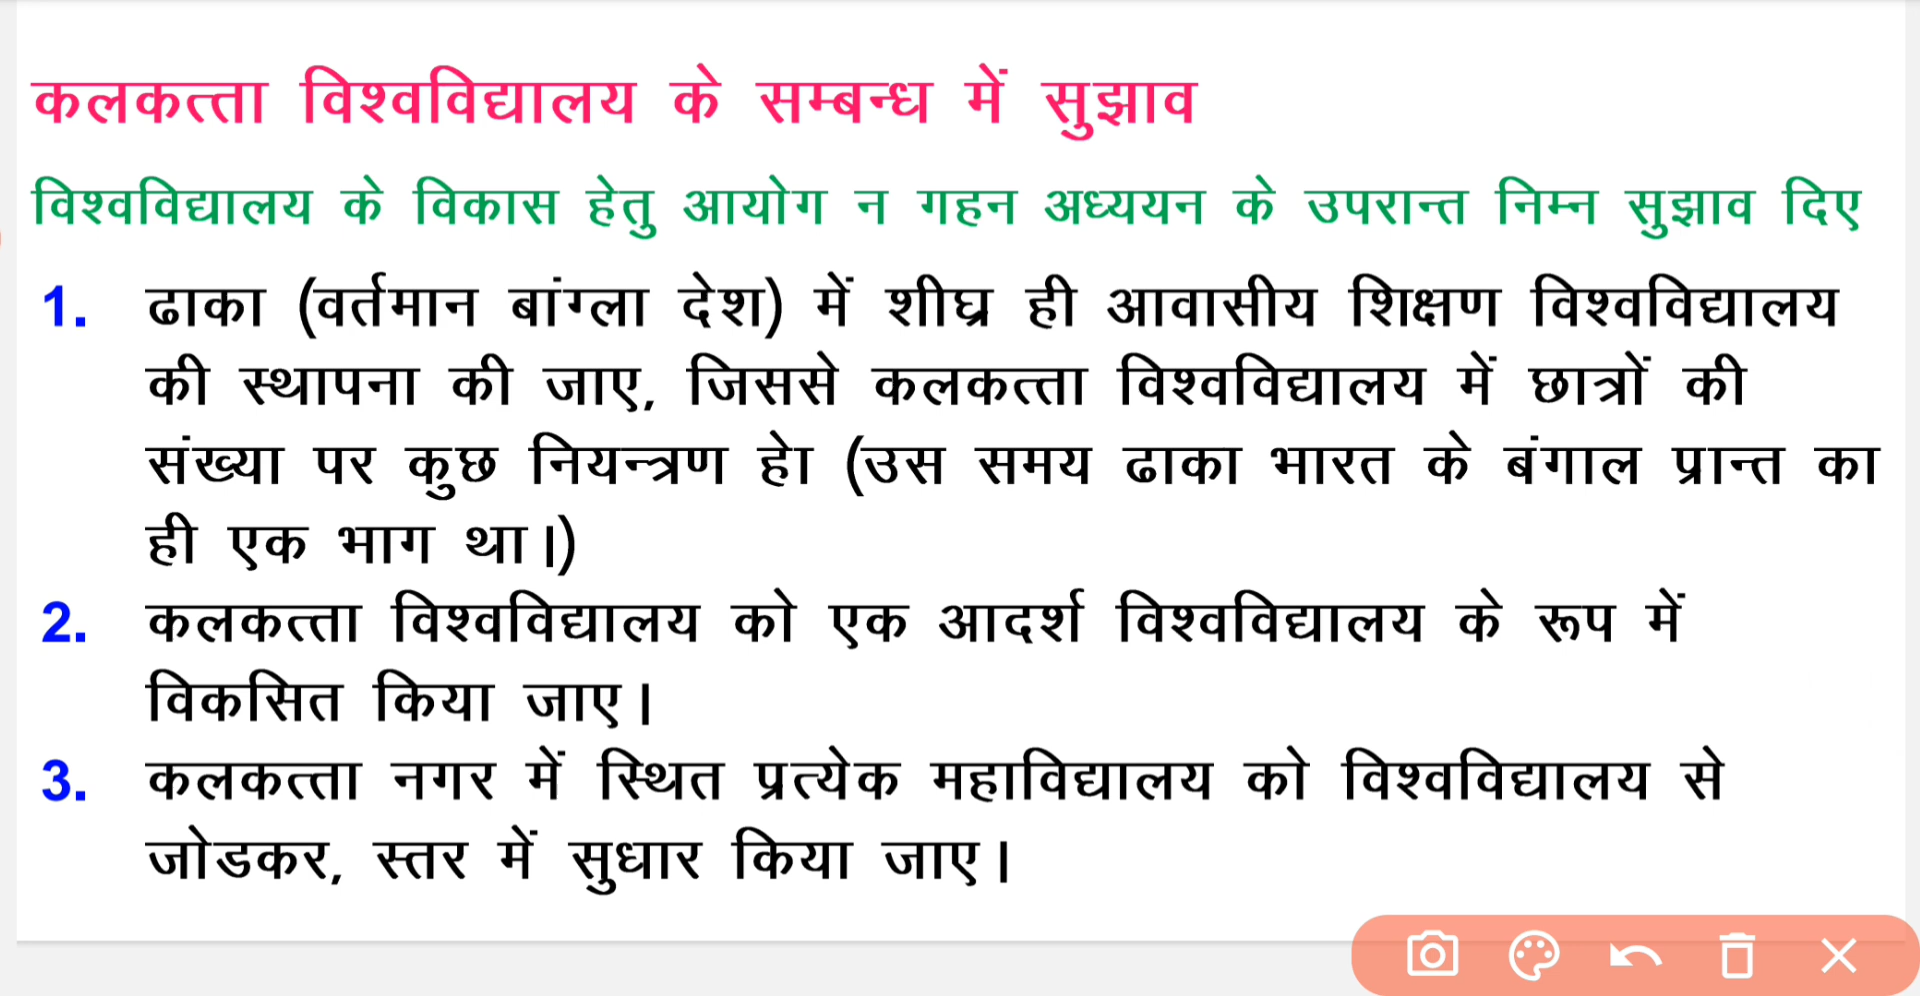 कलकत्ता विश्वविद्यालय के सम्बन्ध में सुझाव
विश्वविद्यालय के विकास हेतु आयोग न गहन अध्ययन के उपरान्त निम्न सुझाव दिए
1. ढाका (वर्तमान बांग्ला देश) में शीघ्र ही आवासीय शिक्षण विश्वविद्यालय
की स्थापना की जाए, जिससे कलकत्ता विश्वविद्यालय में छात्रों की
संख्या पर कुछ नियन्त्रण हेा (उस समय ढाका भारत के बंगाल प्रान्त का
ही एक भाग था।)
2. कलकत्ता विश्वविद्यालय को एक आदर्श विश्वविद्यालय के रूप में
विकसित किया जाए।
3. कलकत्ता नगर में स्थित प्रत्येक महाविद्यालय को विश्वविद्यालय से
जोडकर, स्तर में सुधार किया जाए।